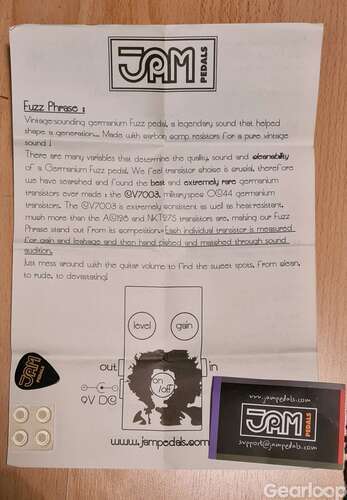 JAM
PEDALS
Fuzz Phrase :
Vintage-sounding germanium Fuzz pedal, a legendary sound that helped
shape a generation... Made with carbon comp resistors for a pure vintage
sound !
There are many variables that determine the quality, sound and cleanability
of a Germanium Fuzz pedal. We feel transistor choice is crucial, therefore
we have searched and found the best and extremely rare germanium
transistors ever made : the CV7003, military-spec OC44 germanium
transistors. The CV7003 is extremely consistent as well as heat-resistant,
much more than the AC128 and NKT275 transistors are, making our Fuzz
Phrase stand out from its competition. Each individual transistor is measured
for gain and leakage and then hand picked and matched through sound
audition.
Just mess around with the guitar volume to find the sweet spots, from clean,
to rude, to devastating!
level
gain
out
in
on
/off
9V DC
www.jampedals.com
JAM
PEDALS
www.jampedals.com
JAM
PEDALS
support@jampedals.com
Gearloop